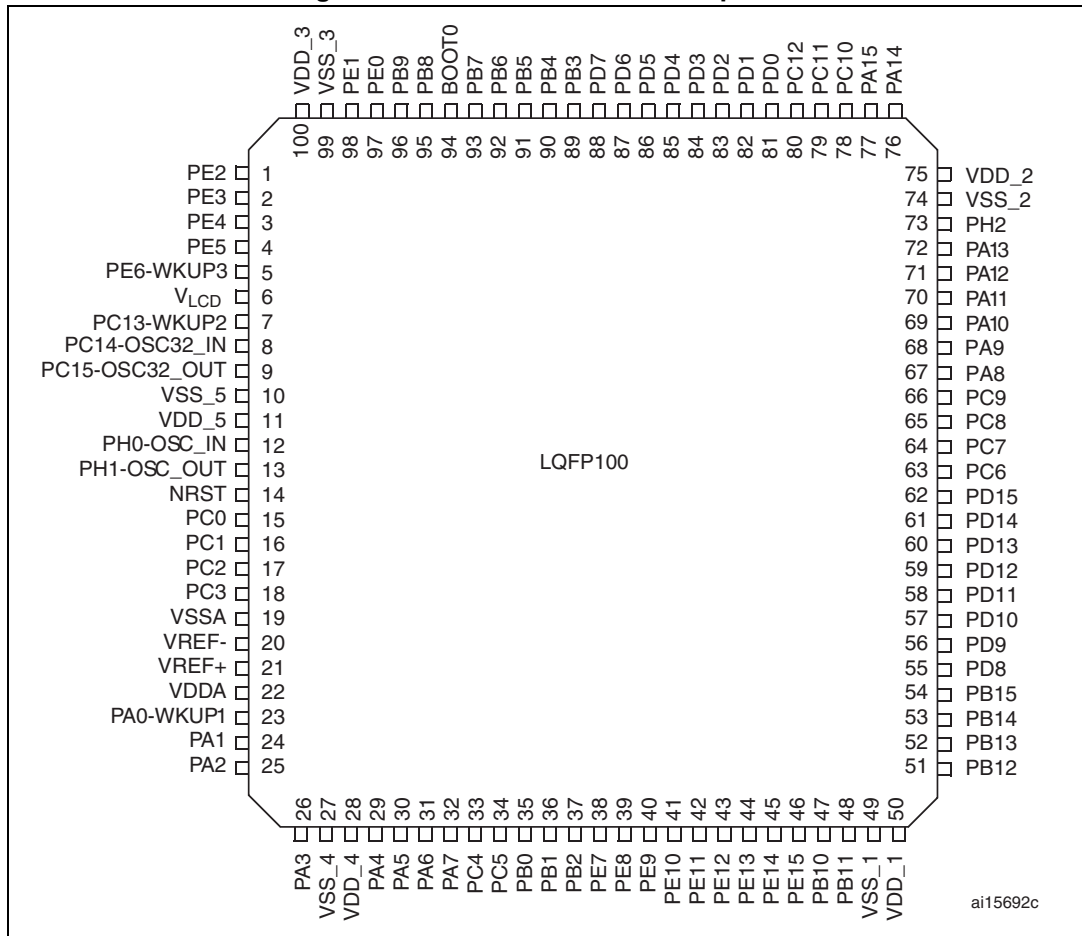 VDD_3
VSS_3
PE1
PE0
PB9
PB8
BOOT0
PB7
PB6
PB5
PB4
PB3
PD7
PD6
PD5
PD4
PD3
PD2
PD1
PD0
PC12
PC11
PC10
PA15
PA14
100 99 98 97 96 95 94 93 92 91 90 89 88 87 86 85 84 83 82 81 80 79 78 77 76
PE2 1
PE3 2
PE4 3
PE5 4
PE6-WKUP3 5
VLCD 6
PC13-WKUP2 7
PC14-OSC32_IN 8
PC15-OSC32_OUT 9
VSS_5 10
VDD_5 11
PH0-OSC_IN 12
PH1-OSC_OUT 13
NRST 14
PC0 15
PC1 16
PC2 17
PC3 18
VSSA 19
VREF- 20
VREF+ 21
VDDA 22
PA0-WKUP1 23
PA1 24
PA2 25
LQFP100
75 VDD_2
74 VSS_2
73 PH2
72 PA13
71 PA12
70 PA11
69 PA10
68 PA9
67 PA8
66 PC9
65 PC8
64 PC7
63 PC6
62 PD15
61 PD14
60 PD13
59 PD12
58 PD11
57 PD10
56 PD9
55 PD8
54 PB15
53 PB14
52 PB13
51 PB12
26 27 28 29 30 31 32 33 34 35 36 37 38 39 40 41 42 43 44 45 46 47 48 49 50
PA3
VSS_4
VDD_4
PA4
PA5
PA6
PA7
PC4
PC5
PB0
PB1
PB2
PE7
PE8
PE9
PE10
PE11
PE12
PE13
PE14
PE15
PB10
PB11
VSS_1
VDD_1
ai15692c